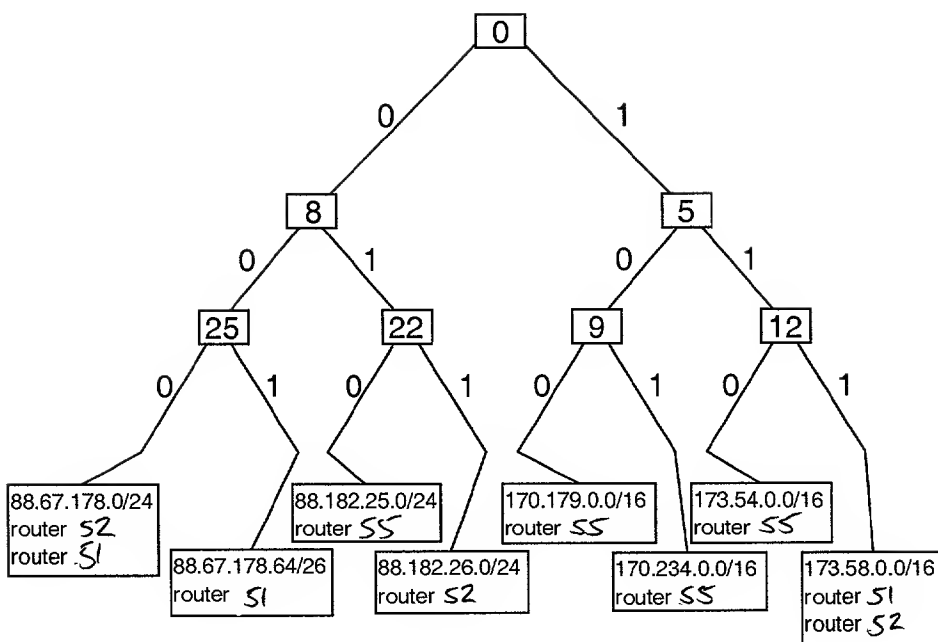 0
0 1
8 5
0 1 0 1
25 22 9 12
0 1 0 1 0 1 0 1
88.67.178.0/24
router 52
router 51
88.67.178.64/26
router 51
88.182.25.0/24
router 55
88.182.26.0/24
router 52
170.179.0.0/16
router 55
170.234.0.0/16
router 55
173.54.0.0/16
router 55
173.58.0.0/16
router 51
router 52